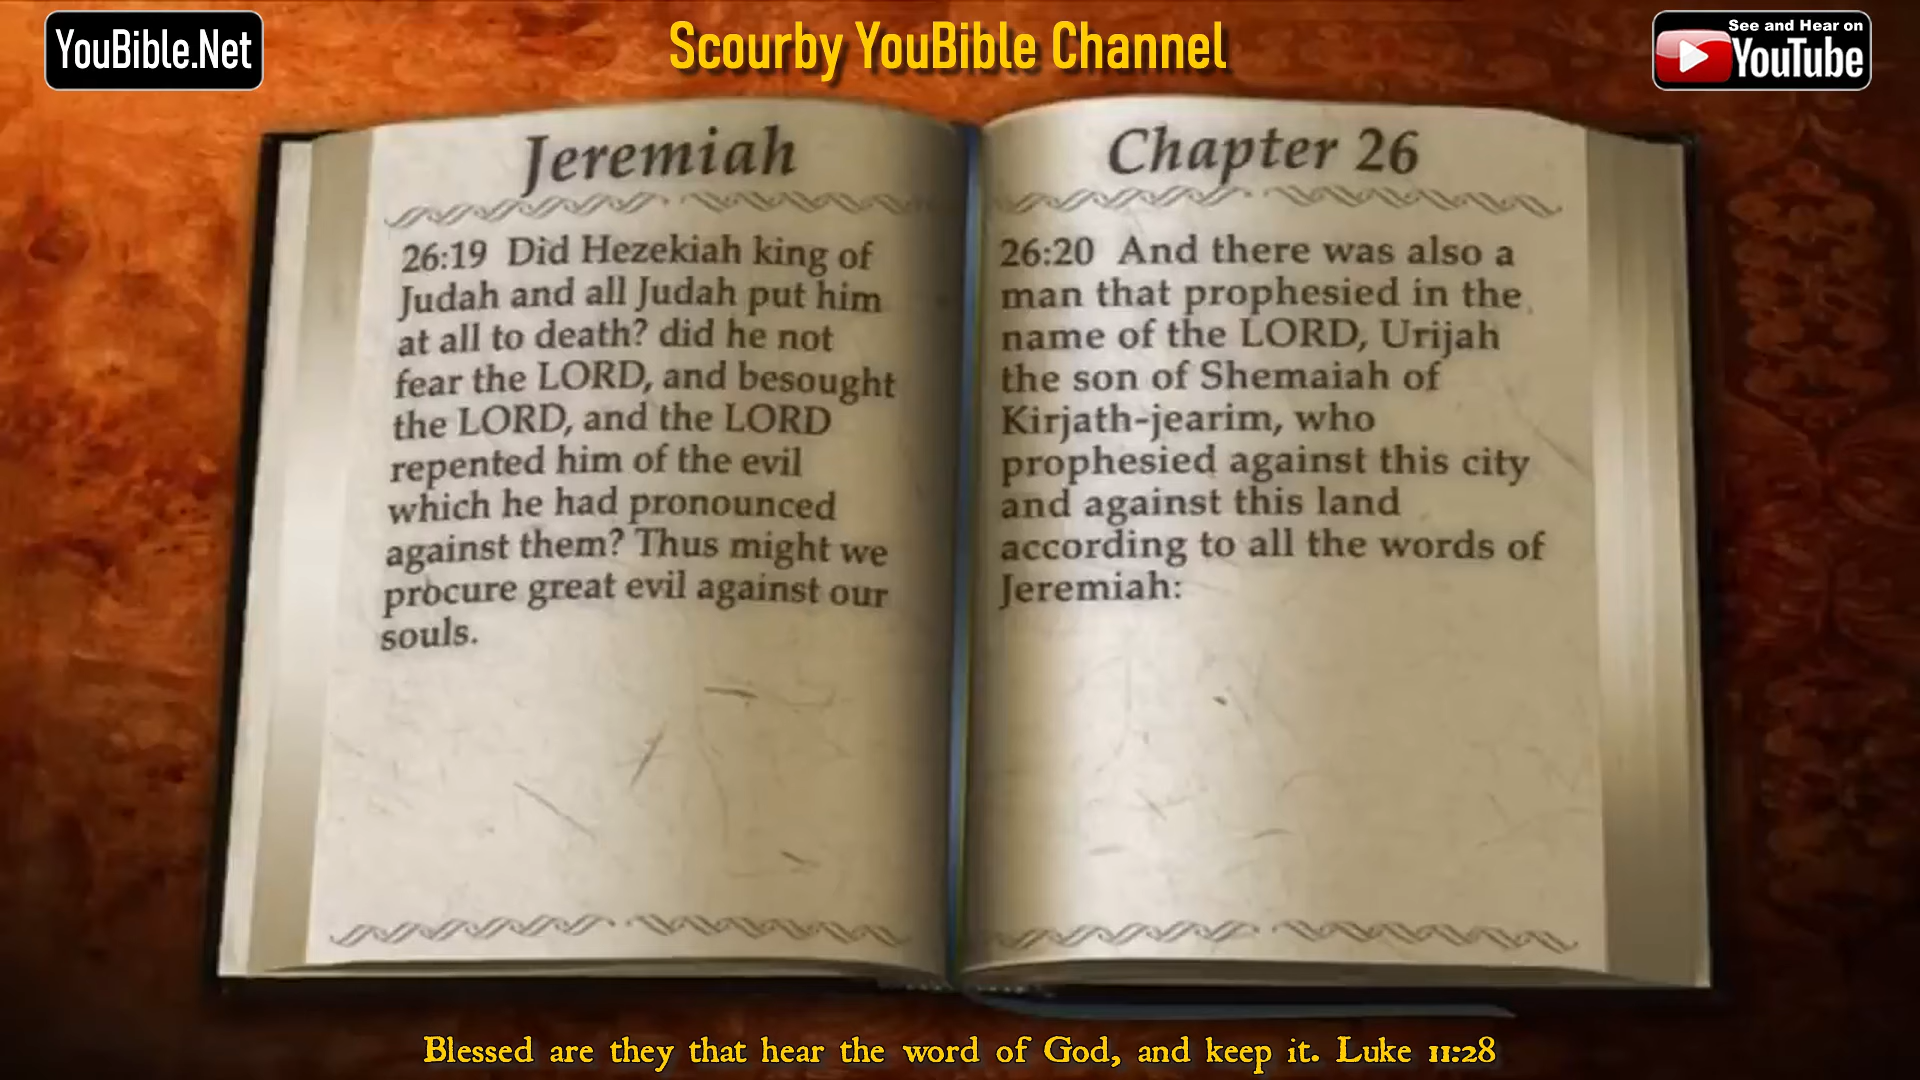 YouBible.Net
Scourby YouBible Channel
See and Hear on
YouTube
Jeremiah
26:19 Did Hezekiah king of
Judah and all Judah put him
at all to death? did he not
fear the LORD, and besought
the LORD, and the LORD
repented him of the evil
which he had pronounced
against them? Thus might we
procure great evil against our
souls.
Chapter 26
26:20 And there was also a
man that prophesied in the
name of the LORD, Urijah
the son of Shemaiah of
Kirjath-jearim, who
prophesied against this city
and against this land
according to all the words of
Jeremiah:
Blessed are they that hear the word of God, and keep it. Luke 11:28